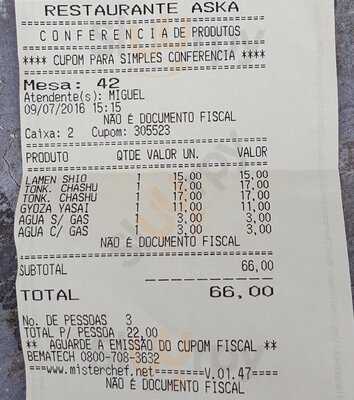 RESTAURANTE ASKA
CONFERENCIA DE PRODUTOS
**** CUPOM PARA SIMPLES CONFERENCIA ****
Mesa: 42
Atendente(s): MIGUEL
09/07/2016 15:15
NÃO É DOCUMENTO FISCAL
Caixa: 2 Cupom: 305523
PRODUTO QTDE VALOR UN. VALOR
LAMEN SHIO 1 15,00 15,00
TONK. CHASHU 1 17,00 17,00
TONK. CHASHU 1 17,00 17,00
GYOZA YASAI 1 11,00 11,00
AGUA S/ GAS 1 3,00 3,00
AGUA C/ GAS 1 3,00 3,00
NÃO É DOCUMENTO FISCAL
SUBTOTAL 66,00
TOTAL 66,00
No. DE PESSOAS 3
TOTAL P/ PESSOA 22,00
** AGUARDE A EMISSÃO DO CUPOM FISCAL **
BEMATECH 0800-708-3632
===www.misterchef.net=======V.01.47====
NÃO É DOCUMENTO FISCAL